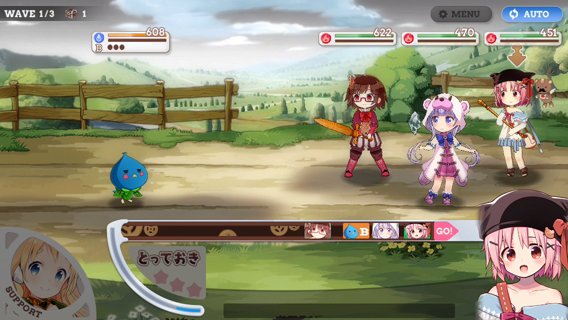 WAVE 1/3 1
MENU
AUTO
608
B
622
470
451
B
GO!
とっておき
SUPPORT